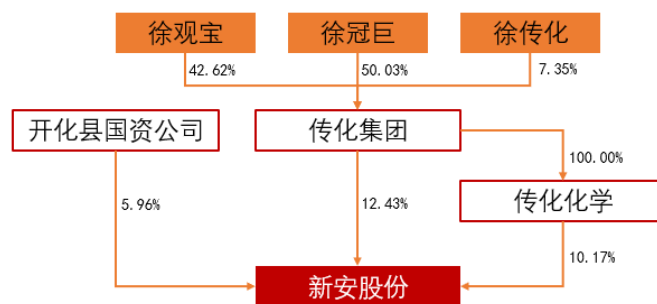 徐观宝
徐冠巨
徐传化
42.62%
50.03%
7.35%
开化县国资公司
传化集团
100.00%
传化化学
5.96%
12.43%
10.17%
新安股份